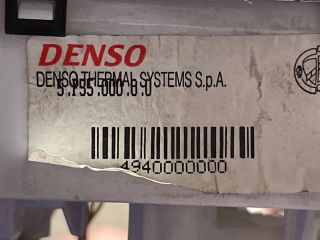 DENSO
DENSO THERMAL SYSTEMS S.p.A.
5.155.000.0.0
4940000000